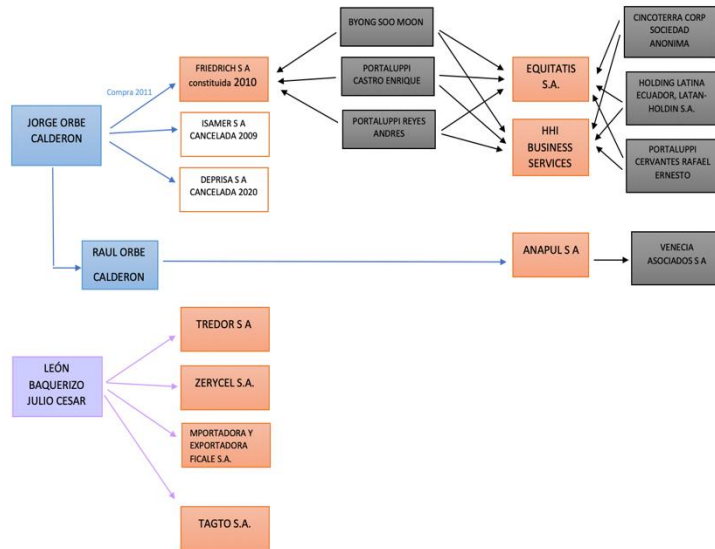 BYONG SOO MOON
CINCOTERRA CORP
SOCIEDAD
ANONIMA
FRIEDRICH S A
constituida 2010
EQUITATIS
S.A.
Compra 2011
PORTALUPPI
CASTRO ENRIQUE
HOLDING LATINA
ECUADOR, LATAN-
HOLDIN S.A.
JORGE ORBE
CALDERON
ISAMER S A
CANCELADA 2009
PORTALUPPI REYES
ANDRES
HHI
BUSINESS
SERVICES
PORTALUPPI
CERVANTES RAFAEL
ERNESTO
DEPRISA S A
CANCELADA 2020
RAUL ORBE
CALDERON
ANAPUL S A
VENECIA
ASOCIADOS S A
TREDOR S A
LEÓN
BAQUERIZO
JULIO CESAR
ZERYCEL S.A.
MPORTADORA Y
EXPORTADORA
FICALE S.A.
TAGTO S.A.